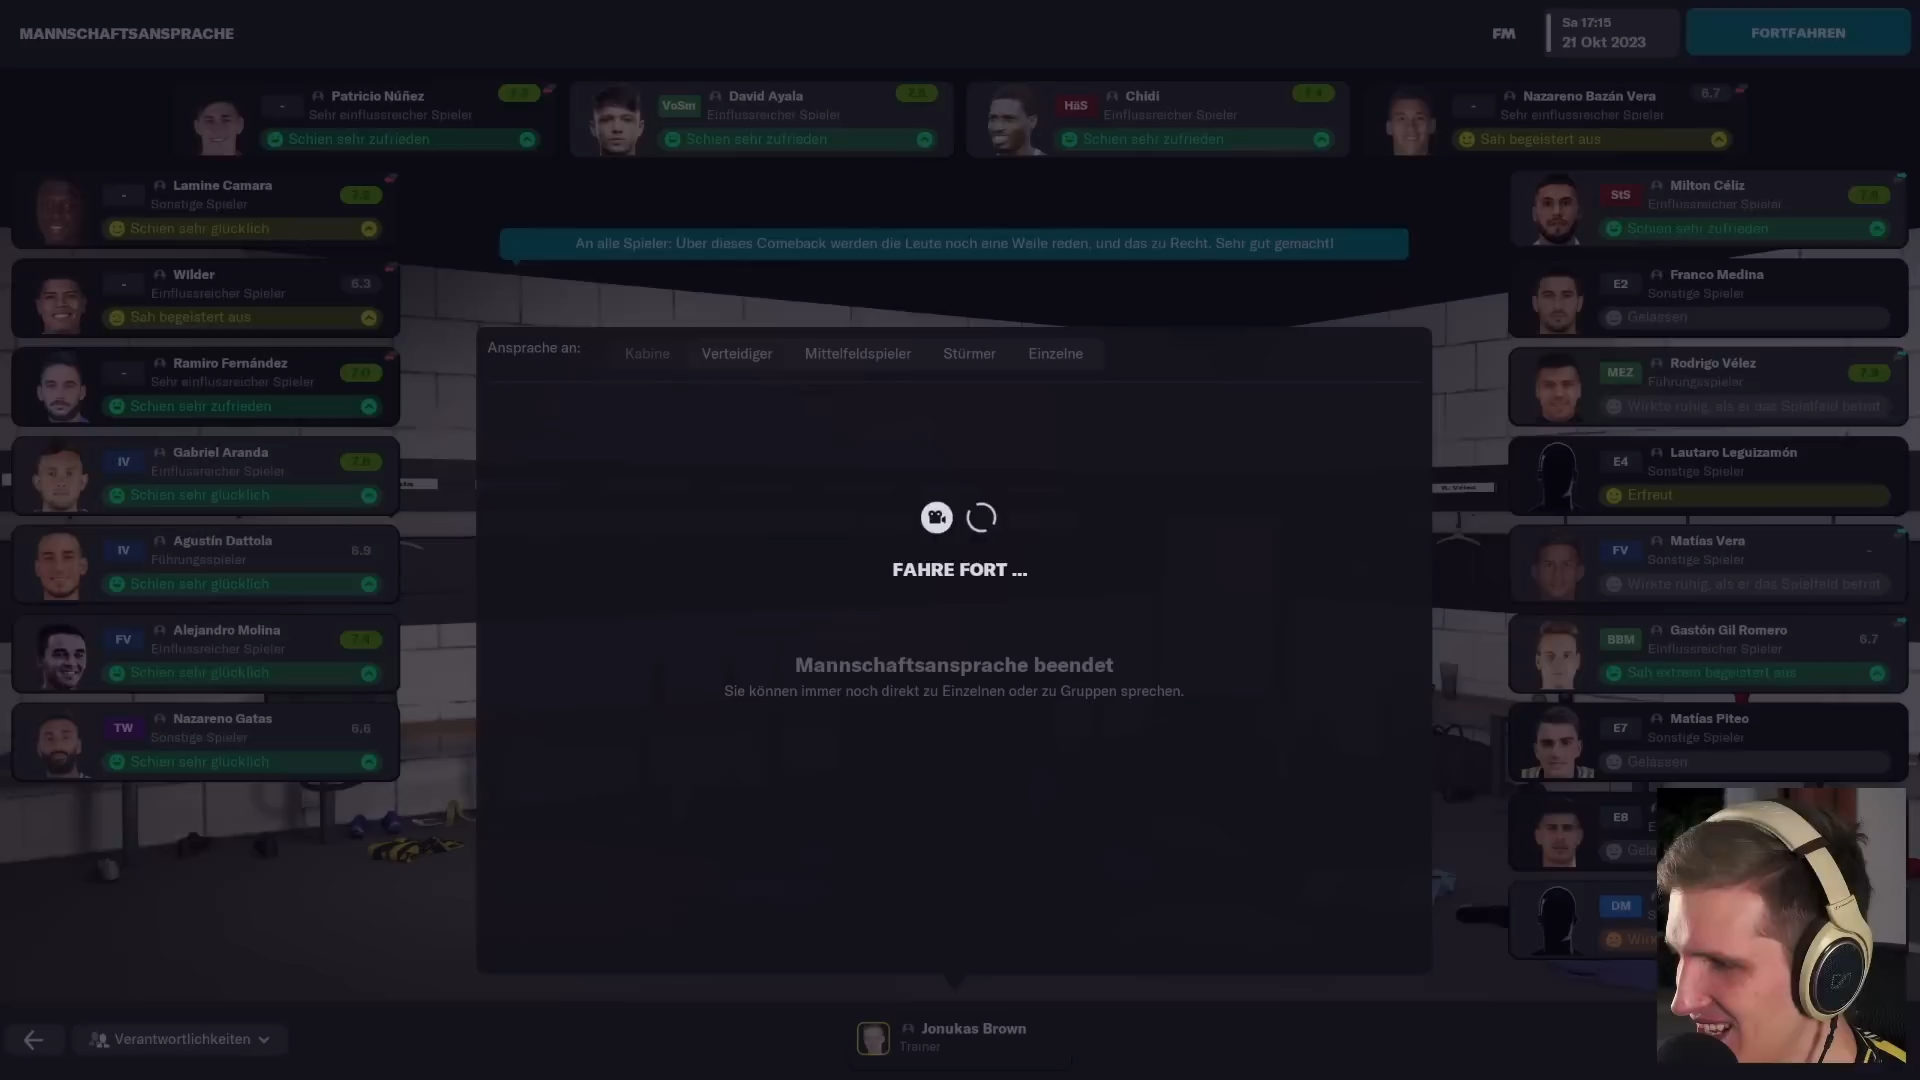 MANNSCHAFTSANSPRACHE
FM
Sa 17:15
21 Okt 2023
FORTFAHREN
-
Patricio Núñez
Sehr einflussreicher Spieler
Schien sehr zufrieden
VoSm
David Ayala
Einflussreicher Spieler
Schien sehr zufrieden
HäS
Chidi
Einflussreicher Spieler
Schien sehr zufrieden
-
Nazareno Bazán Vera
Sehr einflussreicher Spieler
6.7
Sah begeistert aus
-
Lamine Camara
Sonstige Spieler
Schien sehr glücklich
-
Wilder
Einflussreicher Spieler
6.3
Sah begeistert aus
-
Ramiro Fernández
Sehr einflussreicher Spieler
Schien sehr zufrieden
IV
Gabriel Aranda
Einflussreicher Spieler
Schien sehr glücklich
IV
Agustín Dattola
Führungsspieler
6.9
Schien sehr glücklich
FV
Alejandro Molina
Einflussreicher Spieler
Schien sehr glücklich
TW
Nazareno Gatas
Sonstige Spieler
6.6
Schien sehr glücklich
An alle Spieler: Über dieses Comeback werden die Leute noch eine Weile reden, und das zu Recht. Sehr gut gemacht!
Ansprache an:
Kabine
Verteidiger
Mittelfeldspieler
Stürmer
Einzelne
FAHRE FORT ...
Mannschaftsansprache beendet
Sie können immer noch direkt zu Einzelnen oder zu Gruppen sprechen.
StS
Milton Céliz
Einflussreicher Spieler
Schien sehr zufrieden
E2
Franco Medina
Sonstige Spieler
Gelassen
MEZ
Rodrigo Vélez
Führungsspieler
7.3
Wirkte ruhig, als er das Spielfeld betrat
E4
Lautaro Leguizamón
Sonstige Spieler
Erfreut
FV
Matías Vera
Sonstige Spieler
-
Wirkte ruhig, als er das Spielfeld betrat
BBM
Gastón Gil Romero
Einflussreicher Spieler
6.7
Sah extrem begeistert aus
E7
Matías Piteo
Sonstige Spieler
Gelassen
E8
DM
Verantwortlichkeiten
Jonukas Brown
Trainer